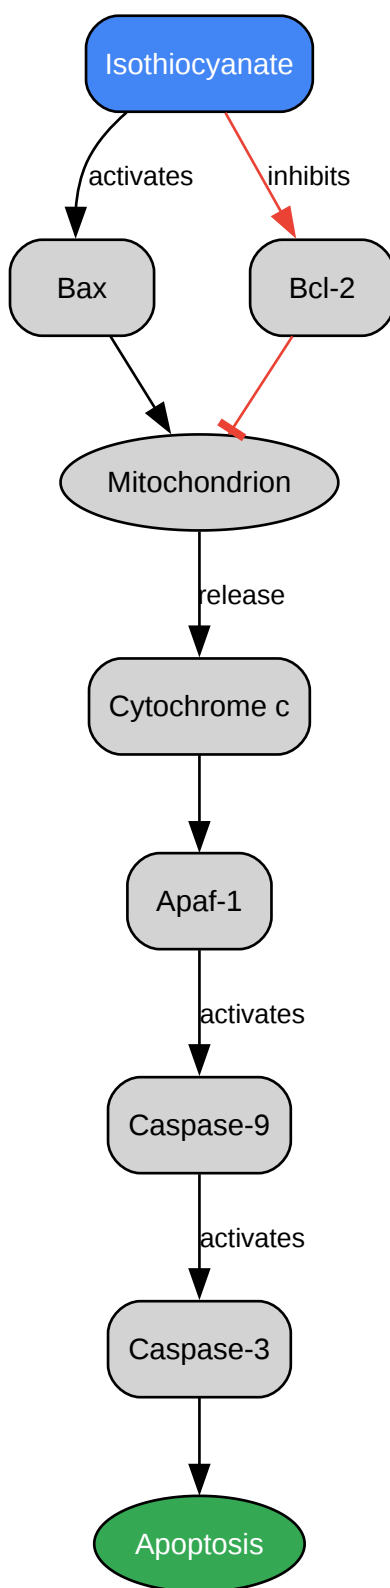 Isothiocyanate
activates
inhibits
Bax
Bcl-2
Mitochondrion
release
Cytochrome c
Apaf-1
activates
Caspase-9
activates
Caspase-3
Apoptosis